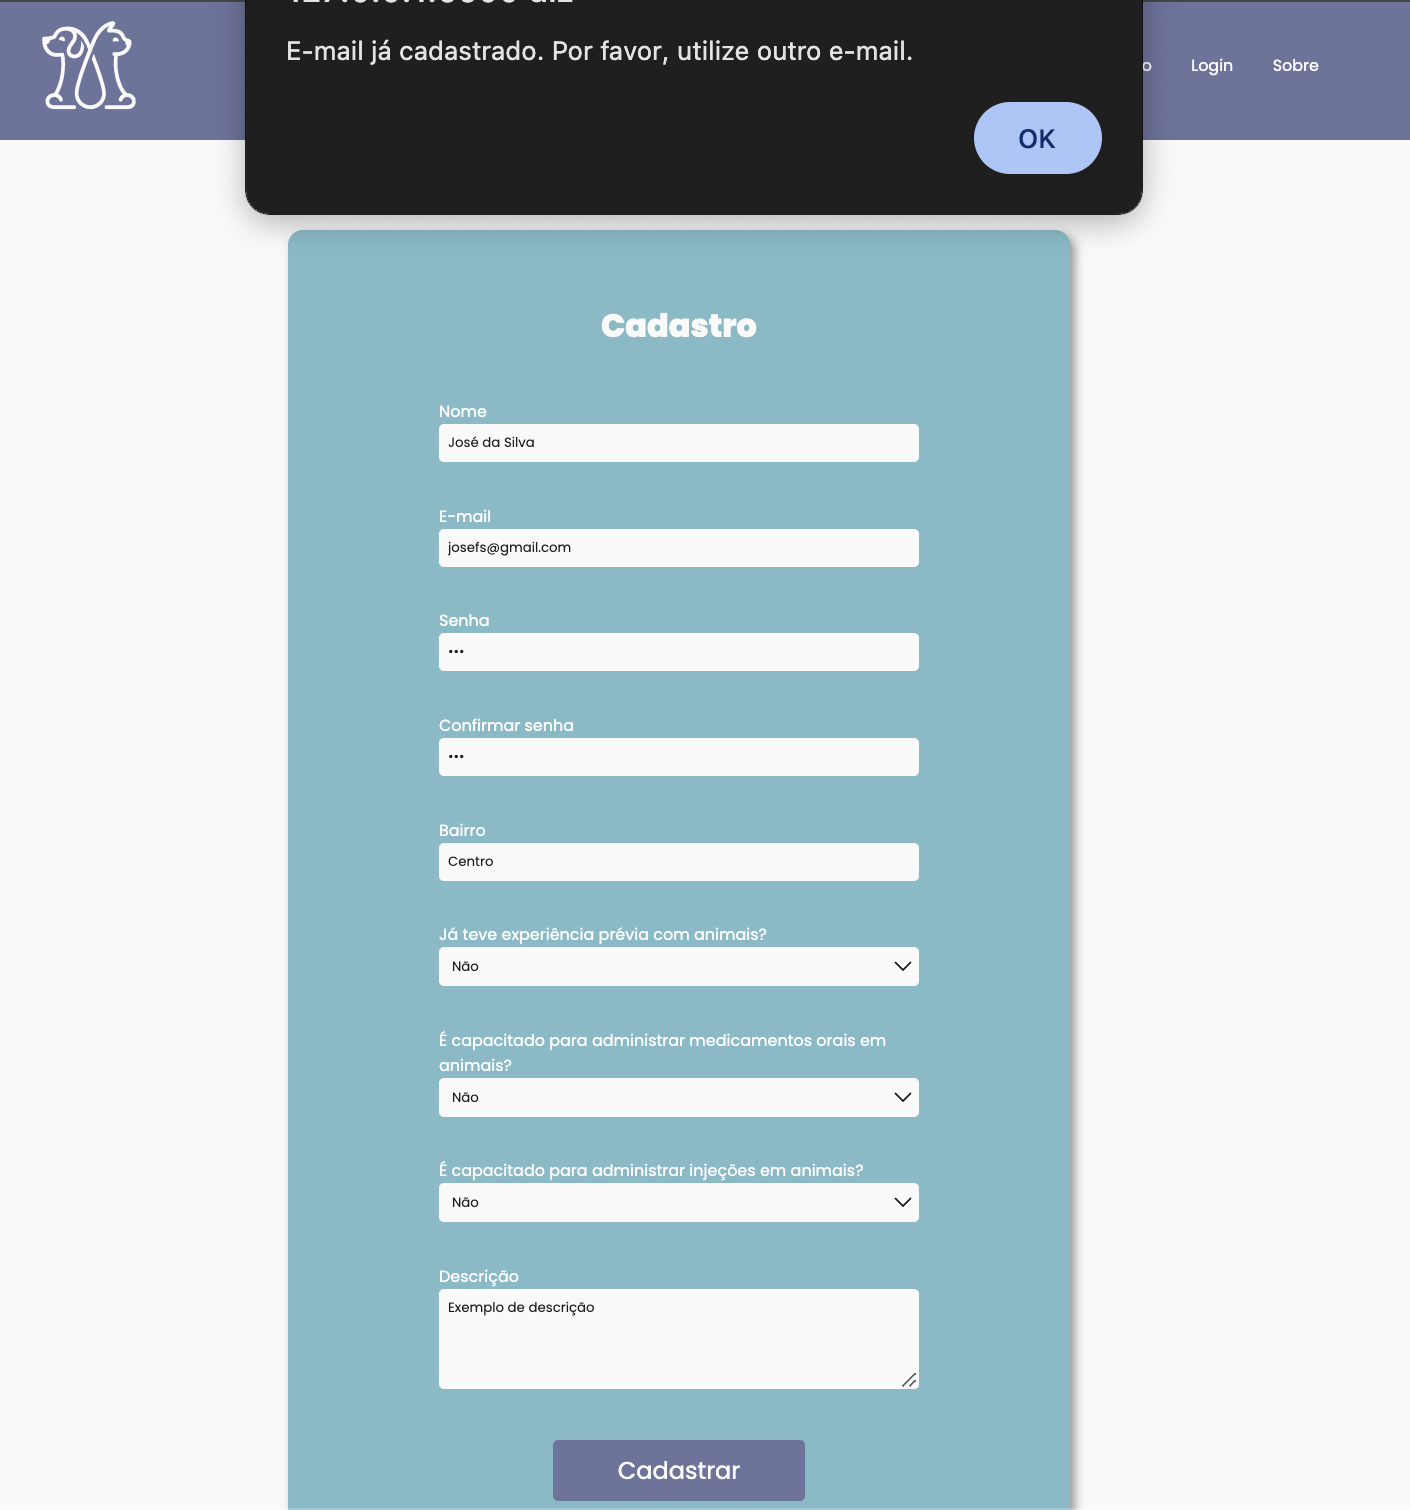 E-mail já cadastrado. Por favor, utilize outro e-mail.
OK
Login
Sobre
Cadastro
Nome
José da Silva
E-mail
josefs@gmail.com
Senha
•••
Confirmar senha
•••
Bairro
Centro
Já teve experiência prévia com animais?
Não
É capacitado para administrar medicamentos orais em
animais?
Não
É capacitado para administrar injeções em animais?
Não
Descrição
Exemplo de descrição
Cadastrar